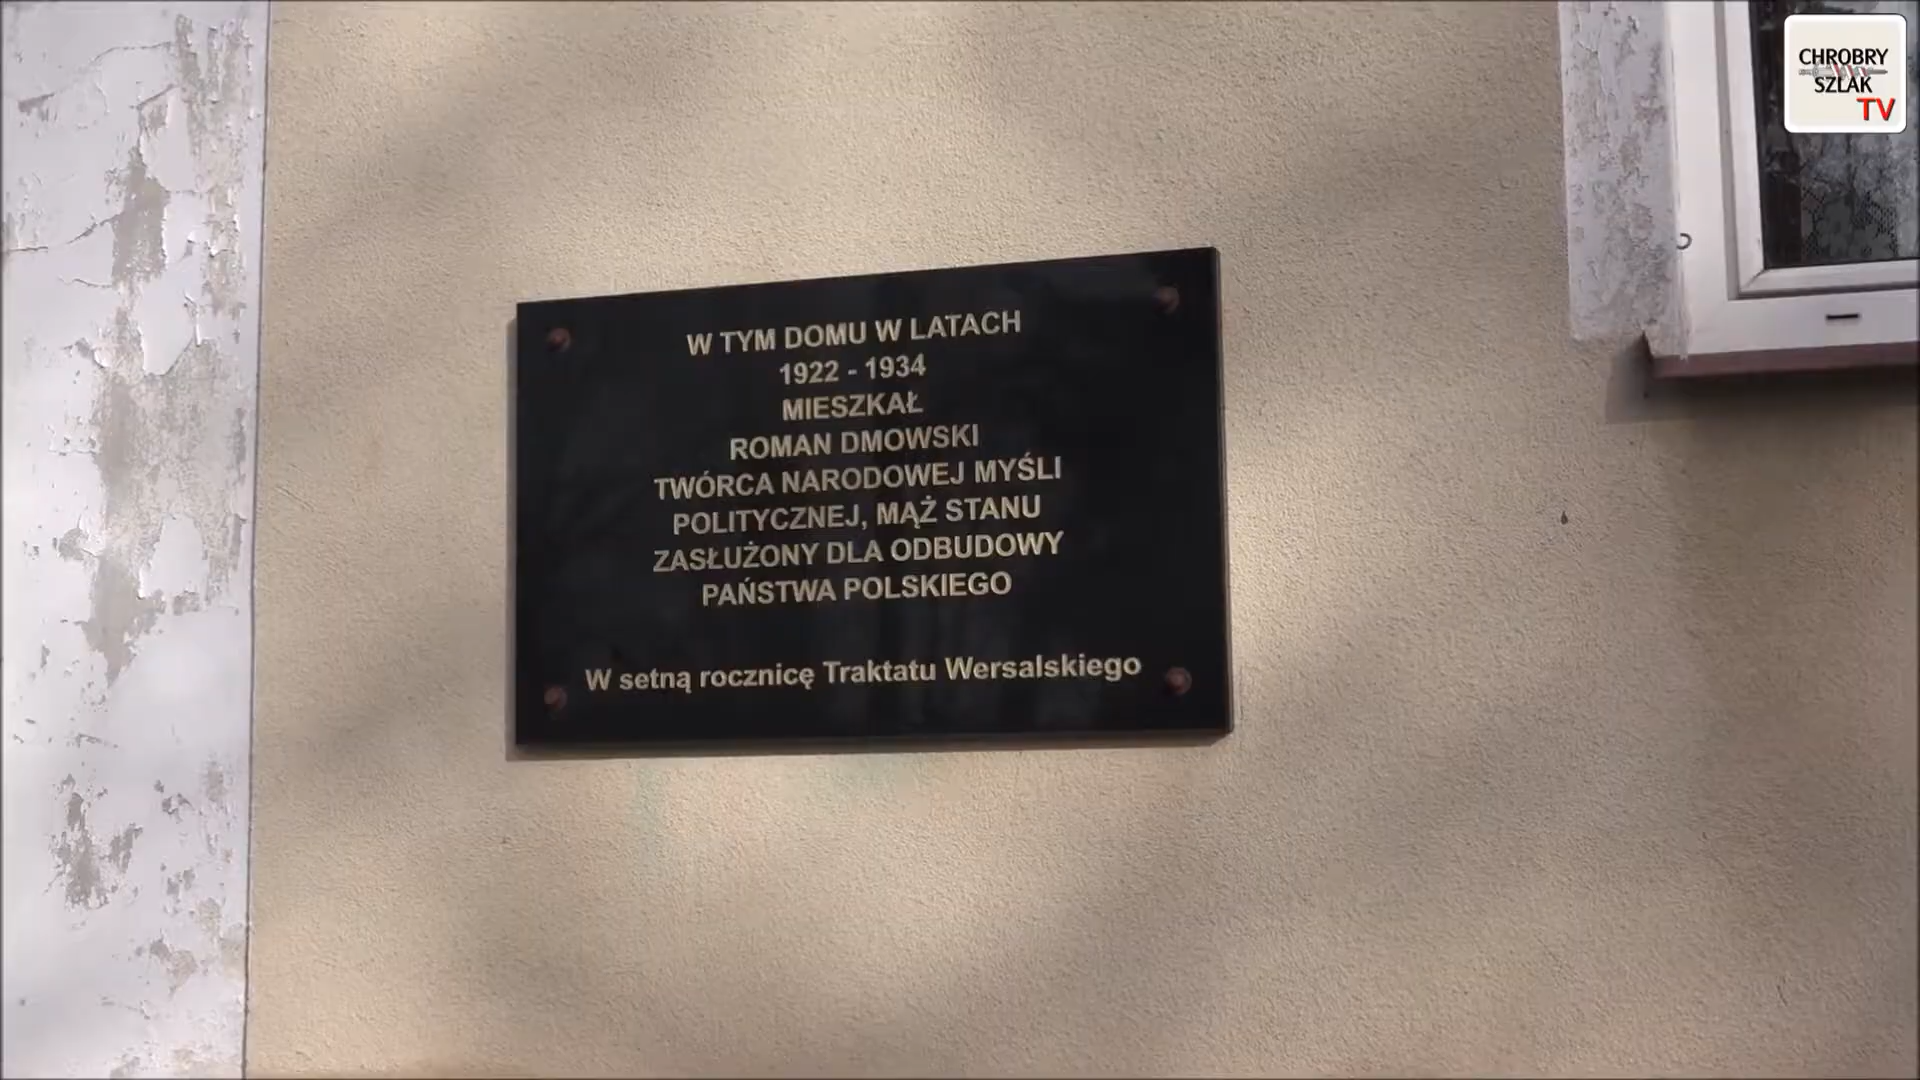 CHROBRY
SZLAK
TV
W TYM DOMU W LATACH
1922 - 1934
MIESZKAŁ
ROMAN DMOWSKI
TWÓRCA NARODOWEJ MYŚLI
POLITYCZNEJ, MĄŻ STANU
ZASŁUŻONY DLA ODBUDOWY
PAŃSTWA POLSKIEGO
W setną rocznicę Traktatu Wersalskiego